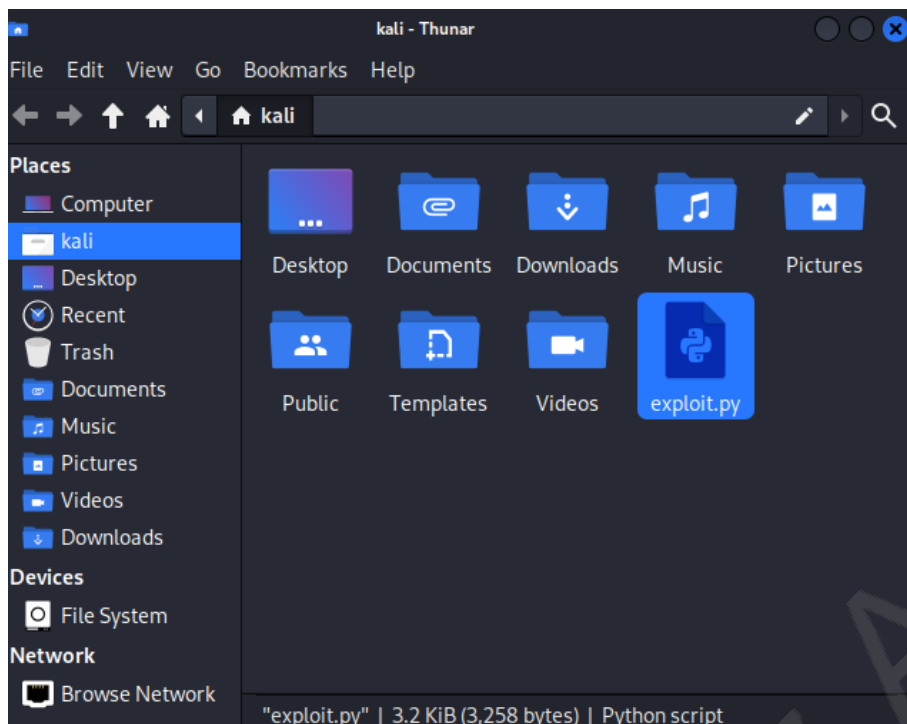 kali - Thunar
File Edit View Go Bookmarks Help
kali
Places
Computer
kali
Desktop
Recent
Trash
Documents
Music
Pictures
Videos
Downloads
Devices
File System
Network
Browse Network
Desktop Documents Downloads Music Pictures
Public Templates Videos exploit.py
"exploit.py" | 3.2 KiB (3,258 bytes) | Python script